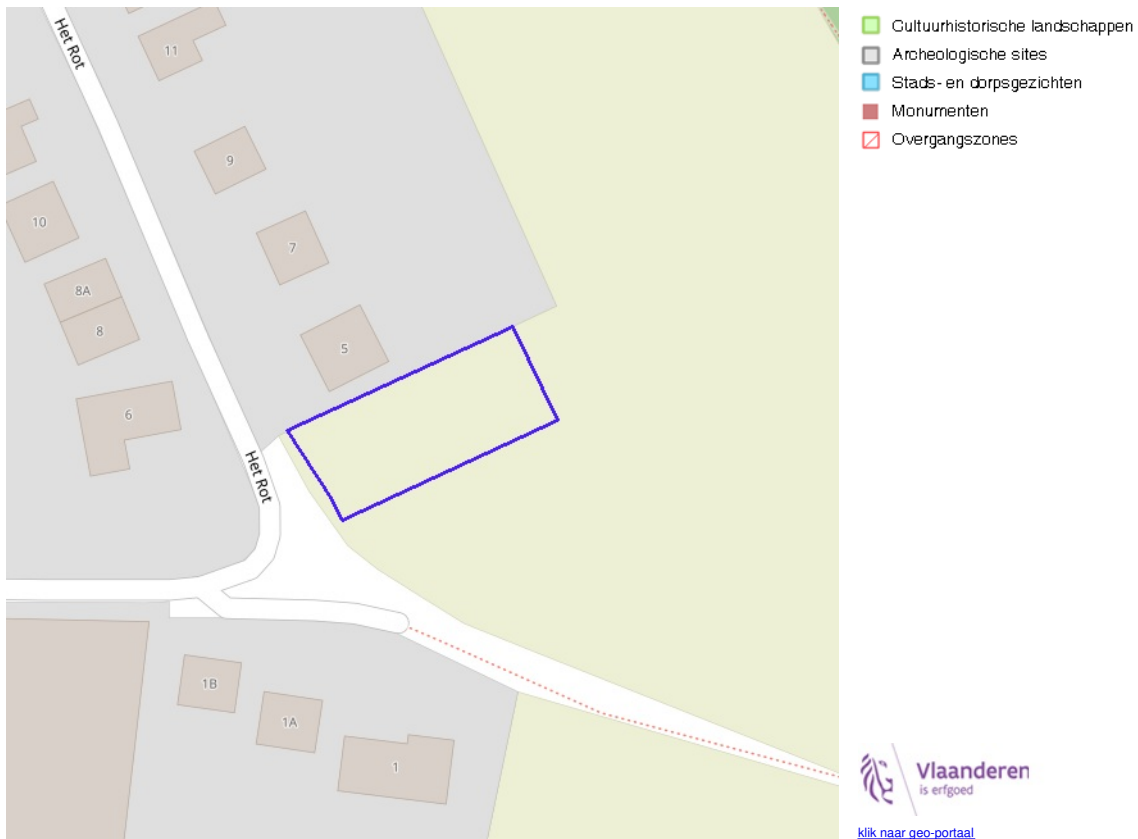 Het Rot
11
9
10
7
8A
8
5
6
Het Rot
1B
1A
1
Cultuurhistorische landschappen
Archeologische sites
Stads- en dorpsgezichten
Monumenten
Overgangszones
Vlaanderen
is erfgoed
klik naar geo-portaal